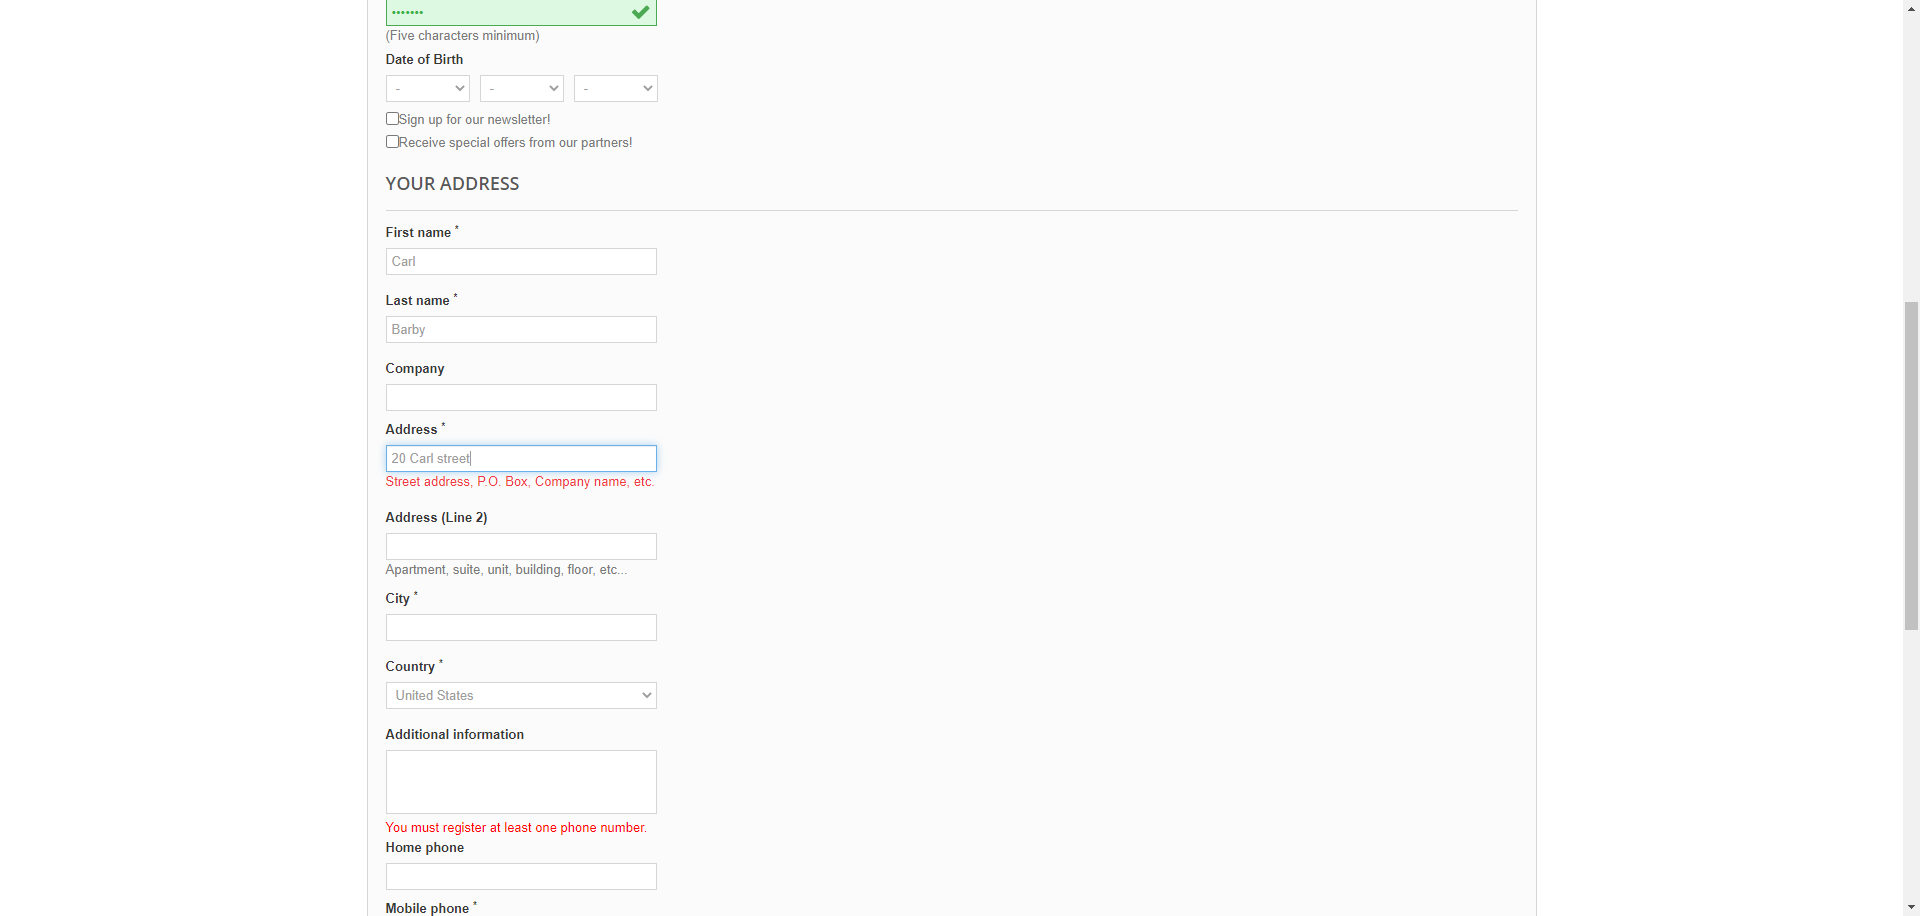 •••••••
(Five characters minimum)
Date of Birth
- - -
Sign up for our newsletter!
Receive special offers from our partners!
YOUR ADDRESS
First name *
Carl
Last name *
Barby
Company
Address *
20 Carl street
Street address, P.O. Box, Company name, etc.
Address (Line 2)
Apartment, suite, unit, building, floor, etc...
City *
Country *
United States
Additional information
You must register at least one phone number.
Home phone
Mobile phone *